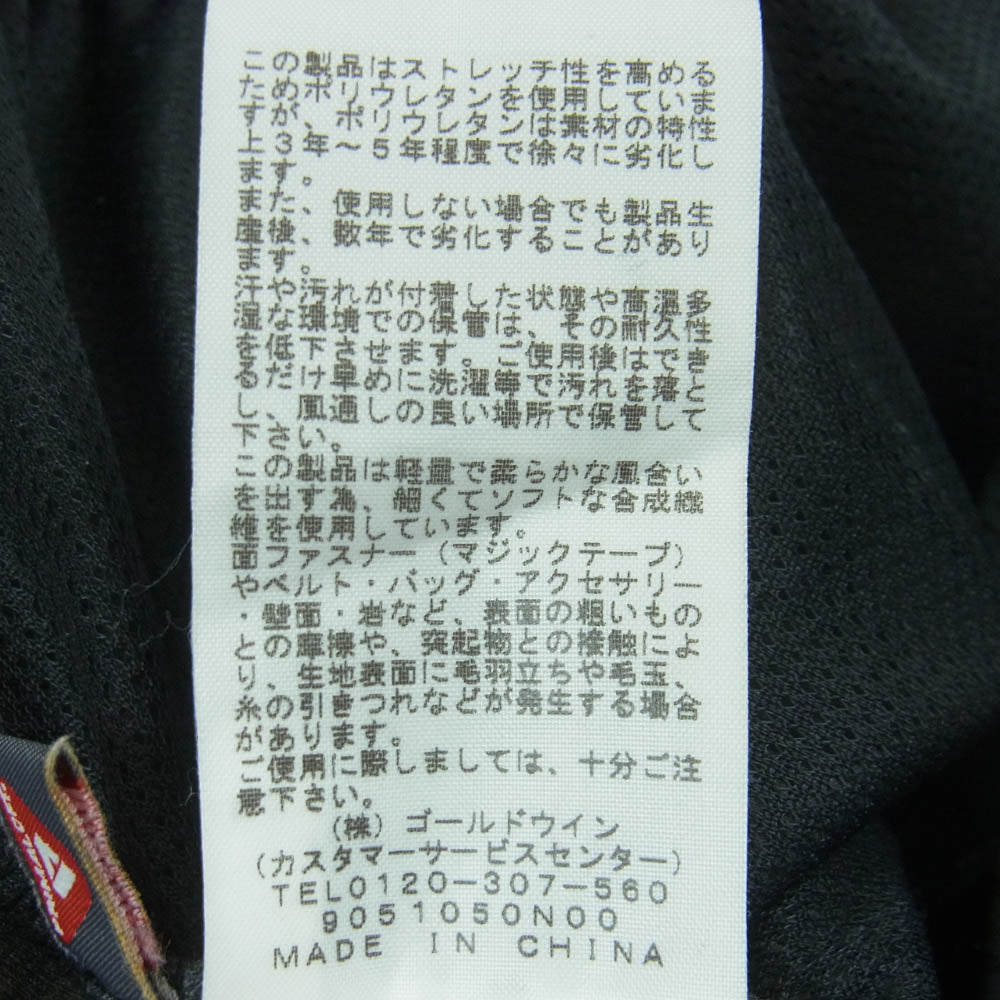 この製品はストレッチ性を高める
ためポリウレタンを使用しています
が、ポリウレタンは素材の特性
上、3年～5年程度で徐々に劣化し
ます。
また、使用しない場合でも製品生
産後、数年で劣化することがあり
ます。
汗や汚れが付着した状態や高温多
湿な環境での保管は、その耐久性
を低下させます。ご使用後はでき
るだけ単めに洗濯等で汚れを落と
し、風通しの良い場所で保管して
下さい。
この製品は軽量で柔らかな風合い
を出す為、細くてソフトな合成繊
維を使用しています。
面ファスナー（マジックテープ）
やベルト・バッグ・アクセサリー
・壁面・岩など、表面の粗いもの
との摩擦や、突起物との接触によ
り、生地表面に毛羽立ちや毛玉、
糸の引きつれなどが発生する場合
があります。
ご使用に際しましては、十分ご注
意下さい。
（株）ゴールドウイン
（カスタマーサービスセンター）
TEL0120-307-560
9051050N00
MADE IN CHINA